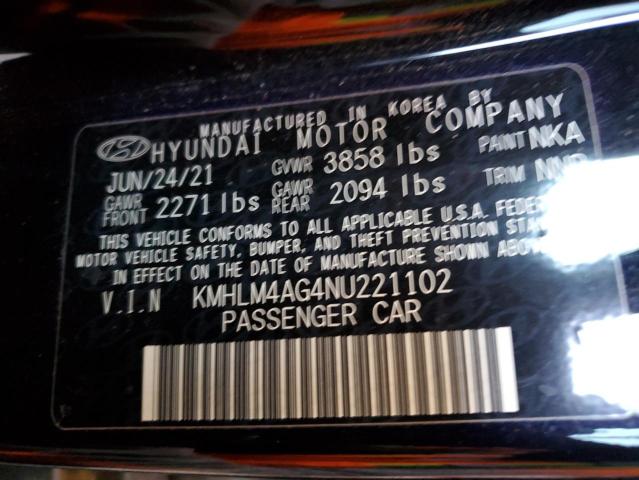 MANUFACTURED IN KOREA BY
HYUNDAI MOTOR COMPANY
JUN/24/21 GVWR 3858 lbs PAINT NKA
GAWR FRONT 2271 lbs GAWR REAR 2094 lbs TRIM
THIS VEHICLE CONFORMS TO ALL APPLICABLE U.S.A.
MOTOR VEHICLE SAFETY, BUMPER, AND THEFT PREVENTION
IN EFFECT ON THE DATE OF MANUFACTURE SHOWN
V.I.N KMHLM4AG4NU221102
PASSENGER CAR